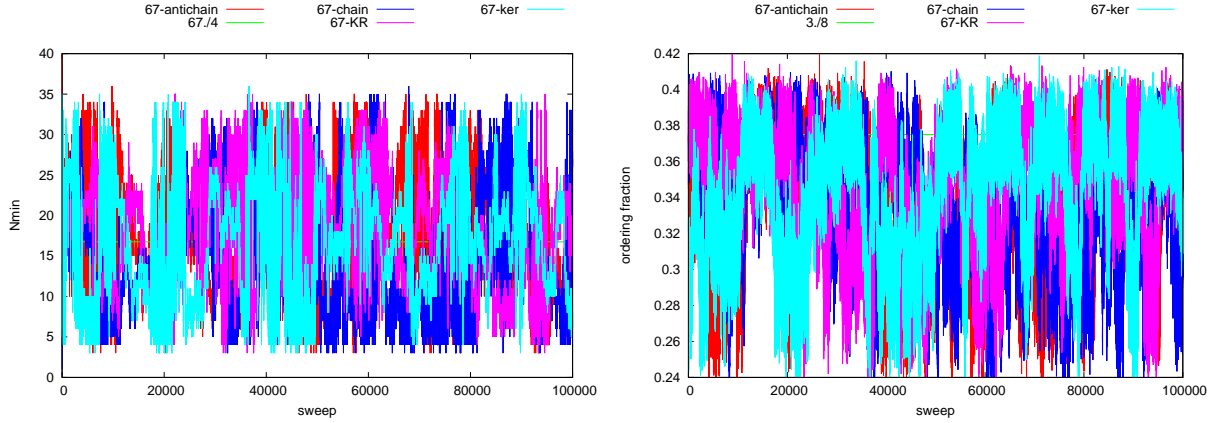 67-antichain 67-chain 67-ker
67./4 67-KR
40
35
30
25
20
15
10
5
0
Nmin
0 20000 40000 60000 80000 100000
sweep
67-antichain 67-chain 67-ker
3./8 67-KR
0.42
0.4
0.38
0.36
0.34
0.32
0.3
0.28
0.26
0.24
ordering fraction
0 20000 40000 60000 80000 100000
sweep